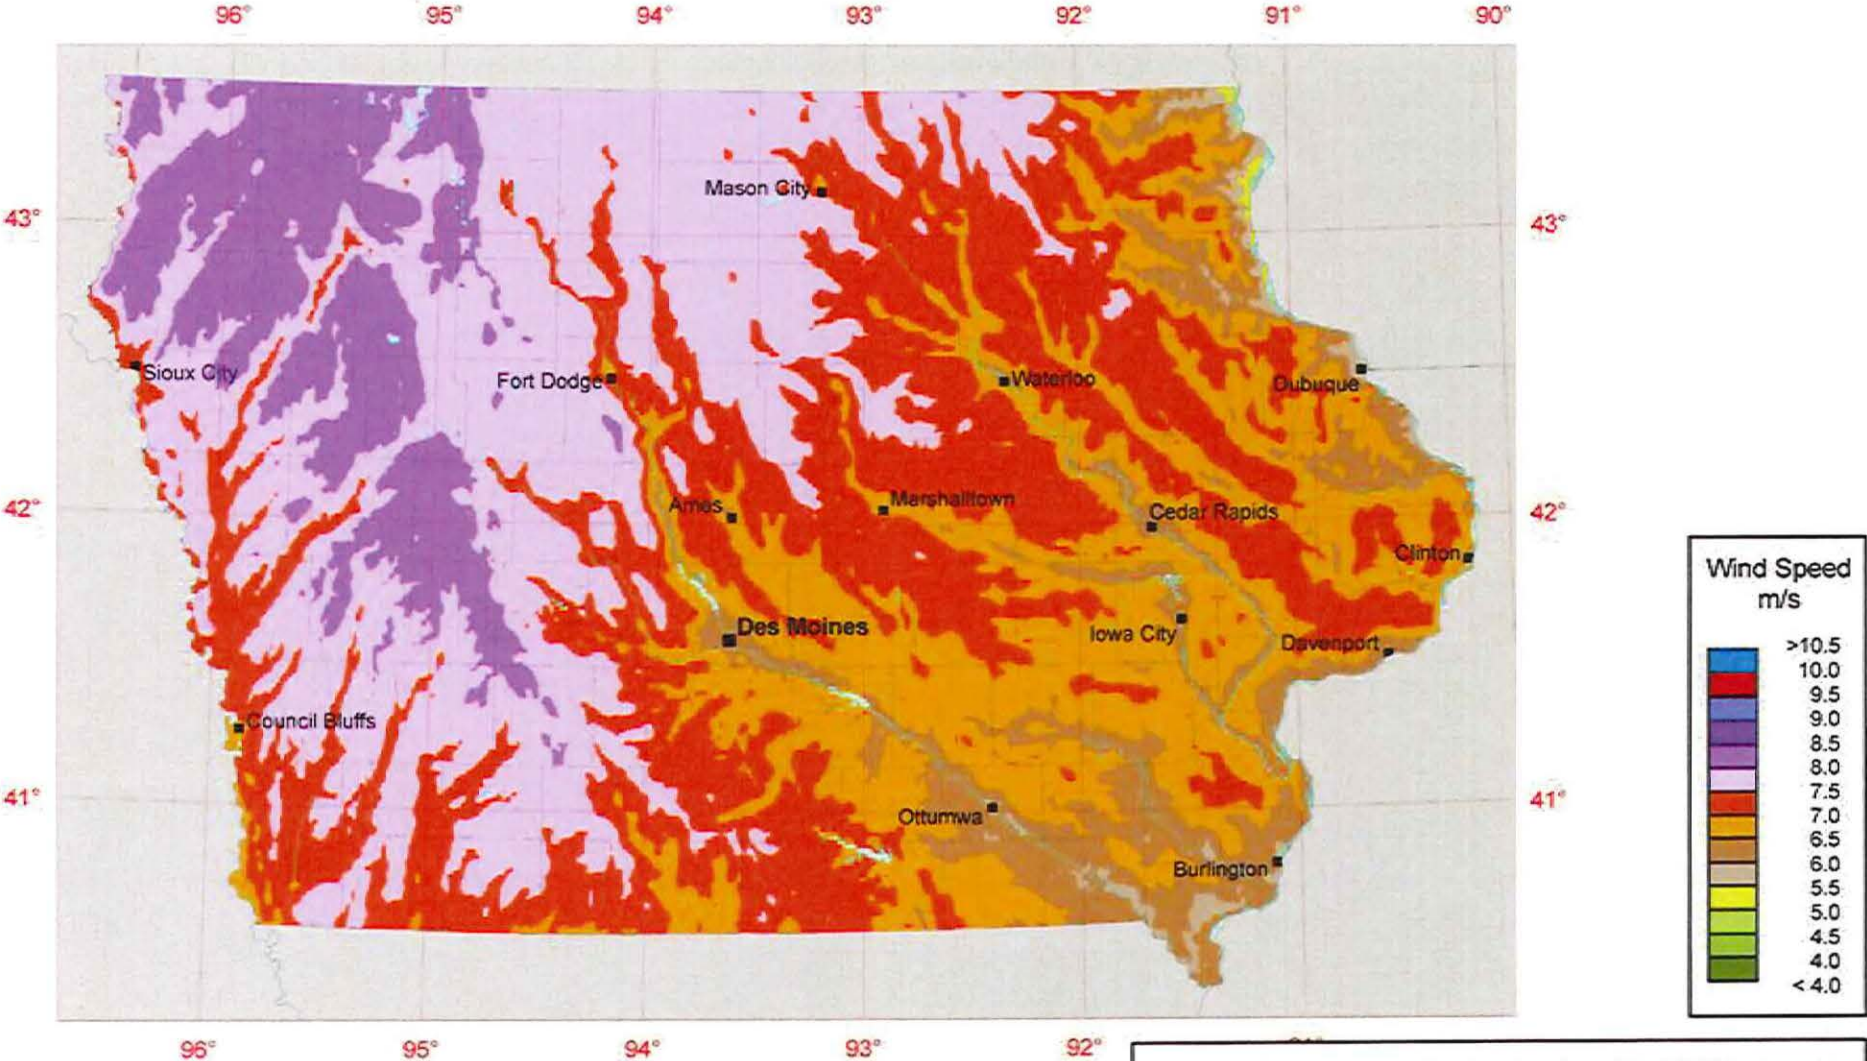 96° 95° 94° 93° 92° 91° 90°
43° 43°
Mason City
Sioux City
Fort Dodge
Waterloo
Dubuque
42° 42°
Ames
Marshalltown
Cedar Rapids
Clinton
Des Moines
Iowa City
Davenport
Council Bluffs
41° 41°
Ottumwa
Burlington
96° 95° 94° 93° 92°
Wind Speed
m/s
>10.5
10.0
9.5
9.0
8.5
8.0
7.5
7.0
6.5
6.0
5.5
5.0
4.5
4.0
< 4.0